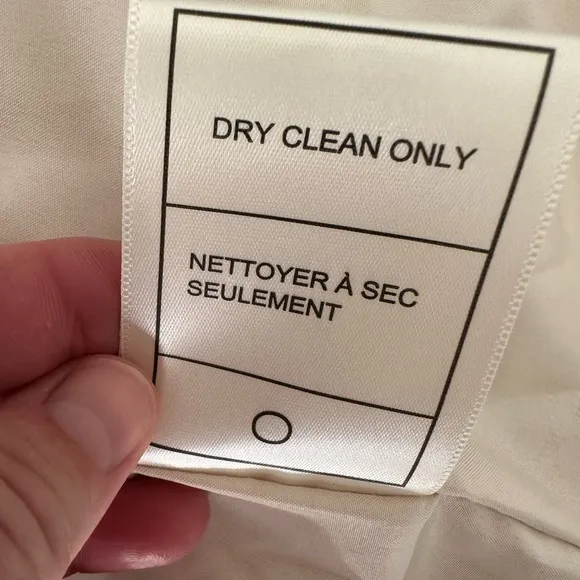 DRY CLEAN ONLY
NETTOYER À SEC
SEULEMENT